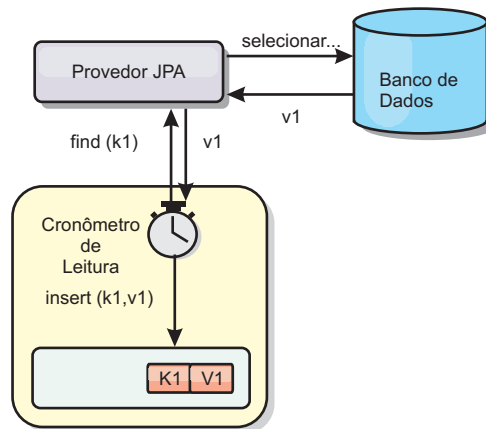 selecionar...
Provedor JPA
Banco de
Dados
v1
find (k1)
v1
Cronômetro
de
Leitura
insert (k1,v1)
K1
V1